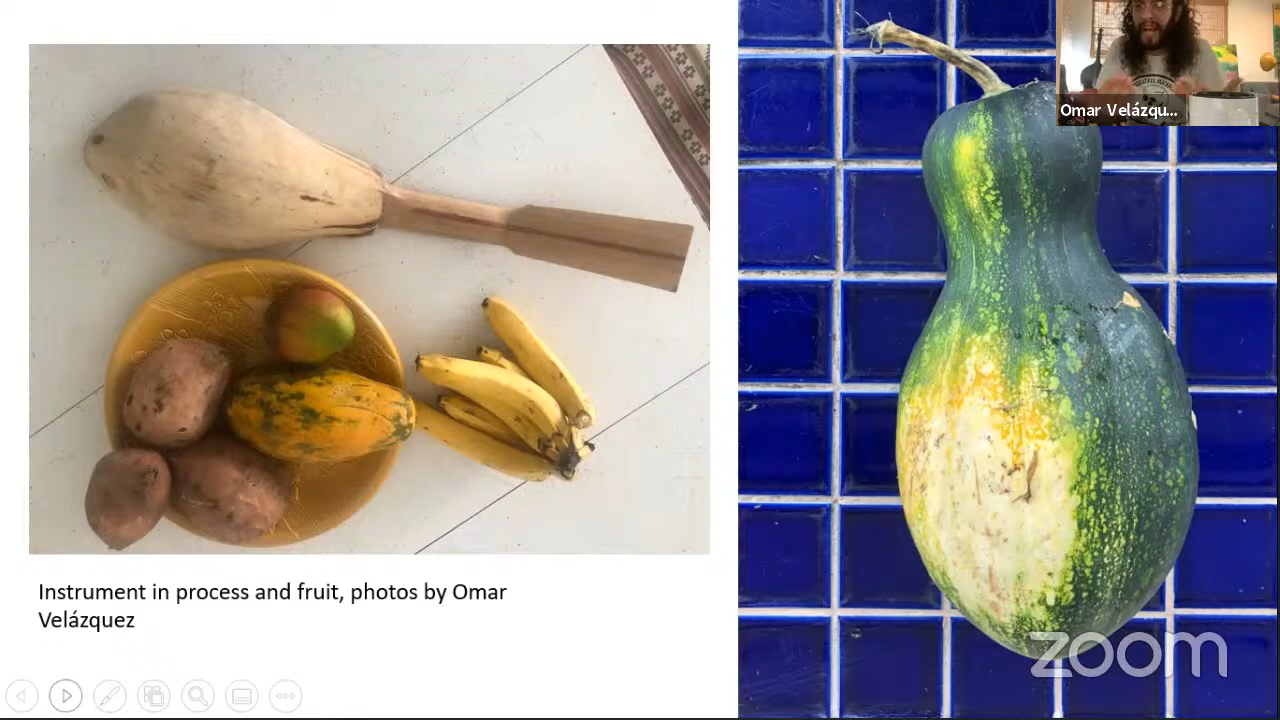 Omar Velázqu...
Instrument in process and fruit, photos by Omar
Velázquez
zoom